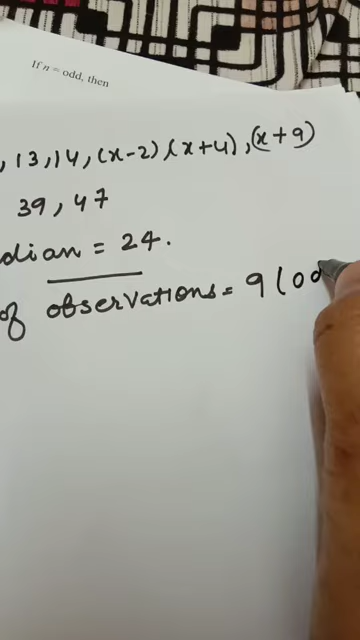 If n = odd, then
, 13, 14, (x-2) (x+4), (x+9)
39, 47
dian = 24.
of observations = 9 (od